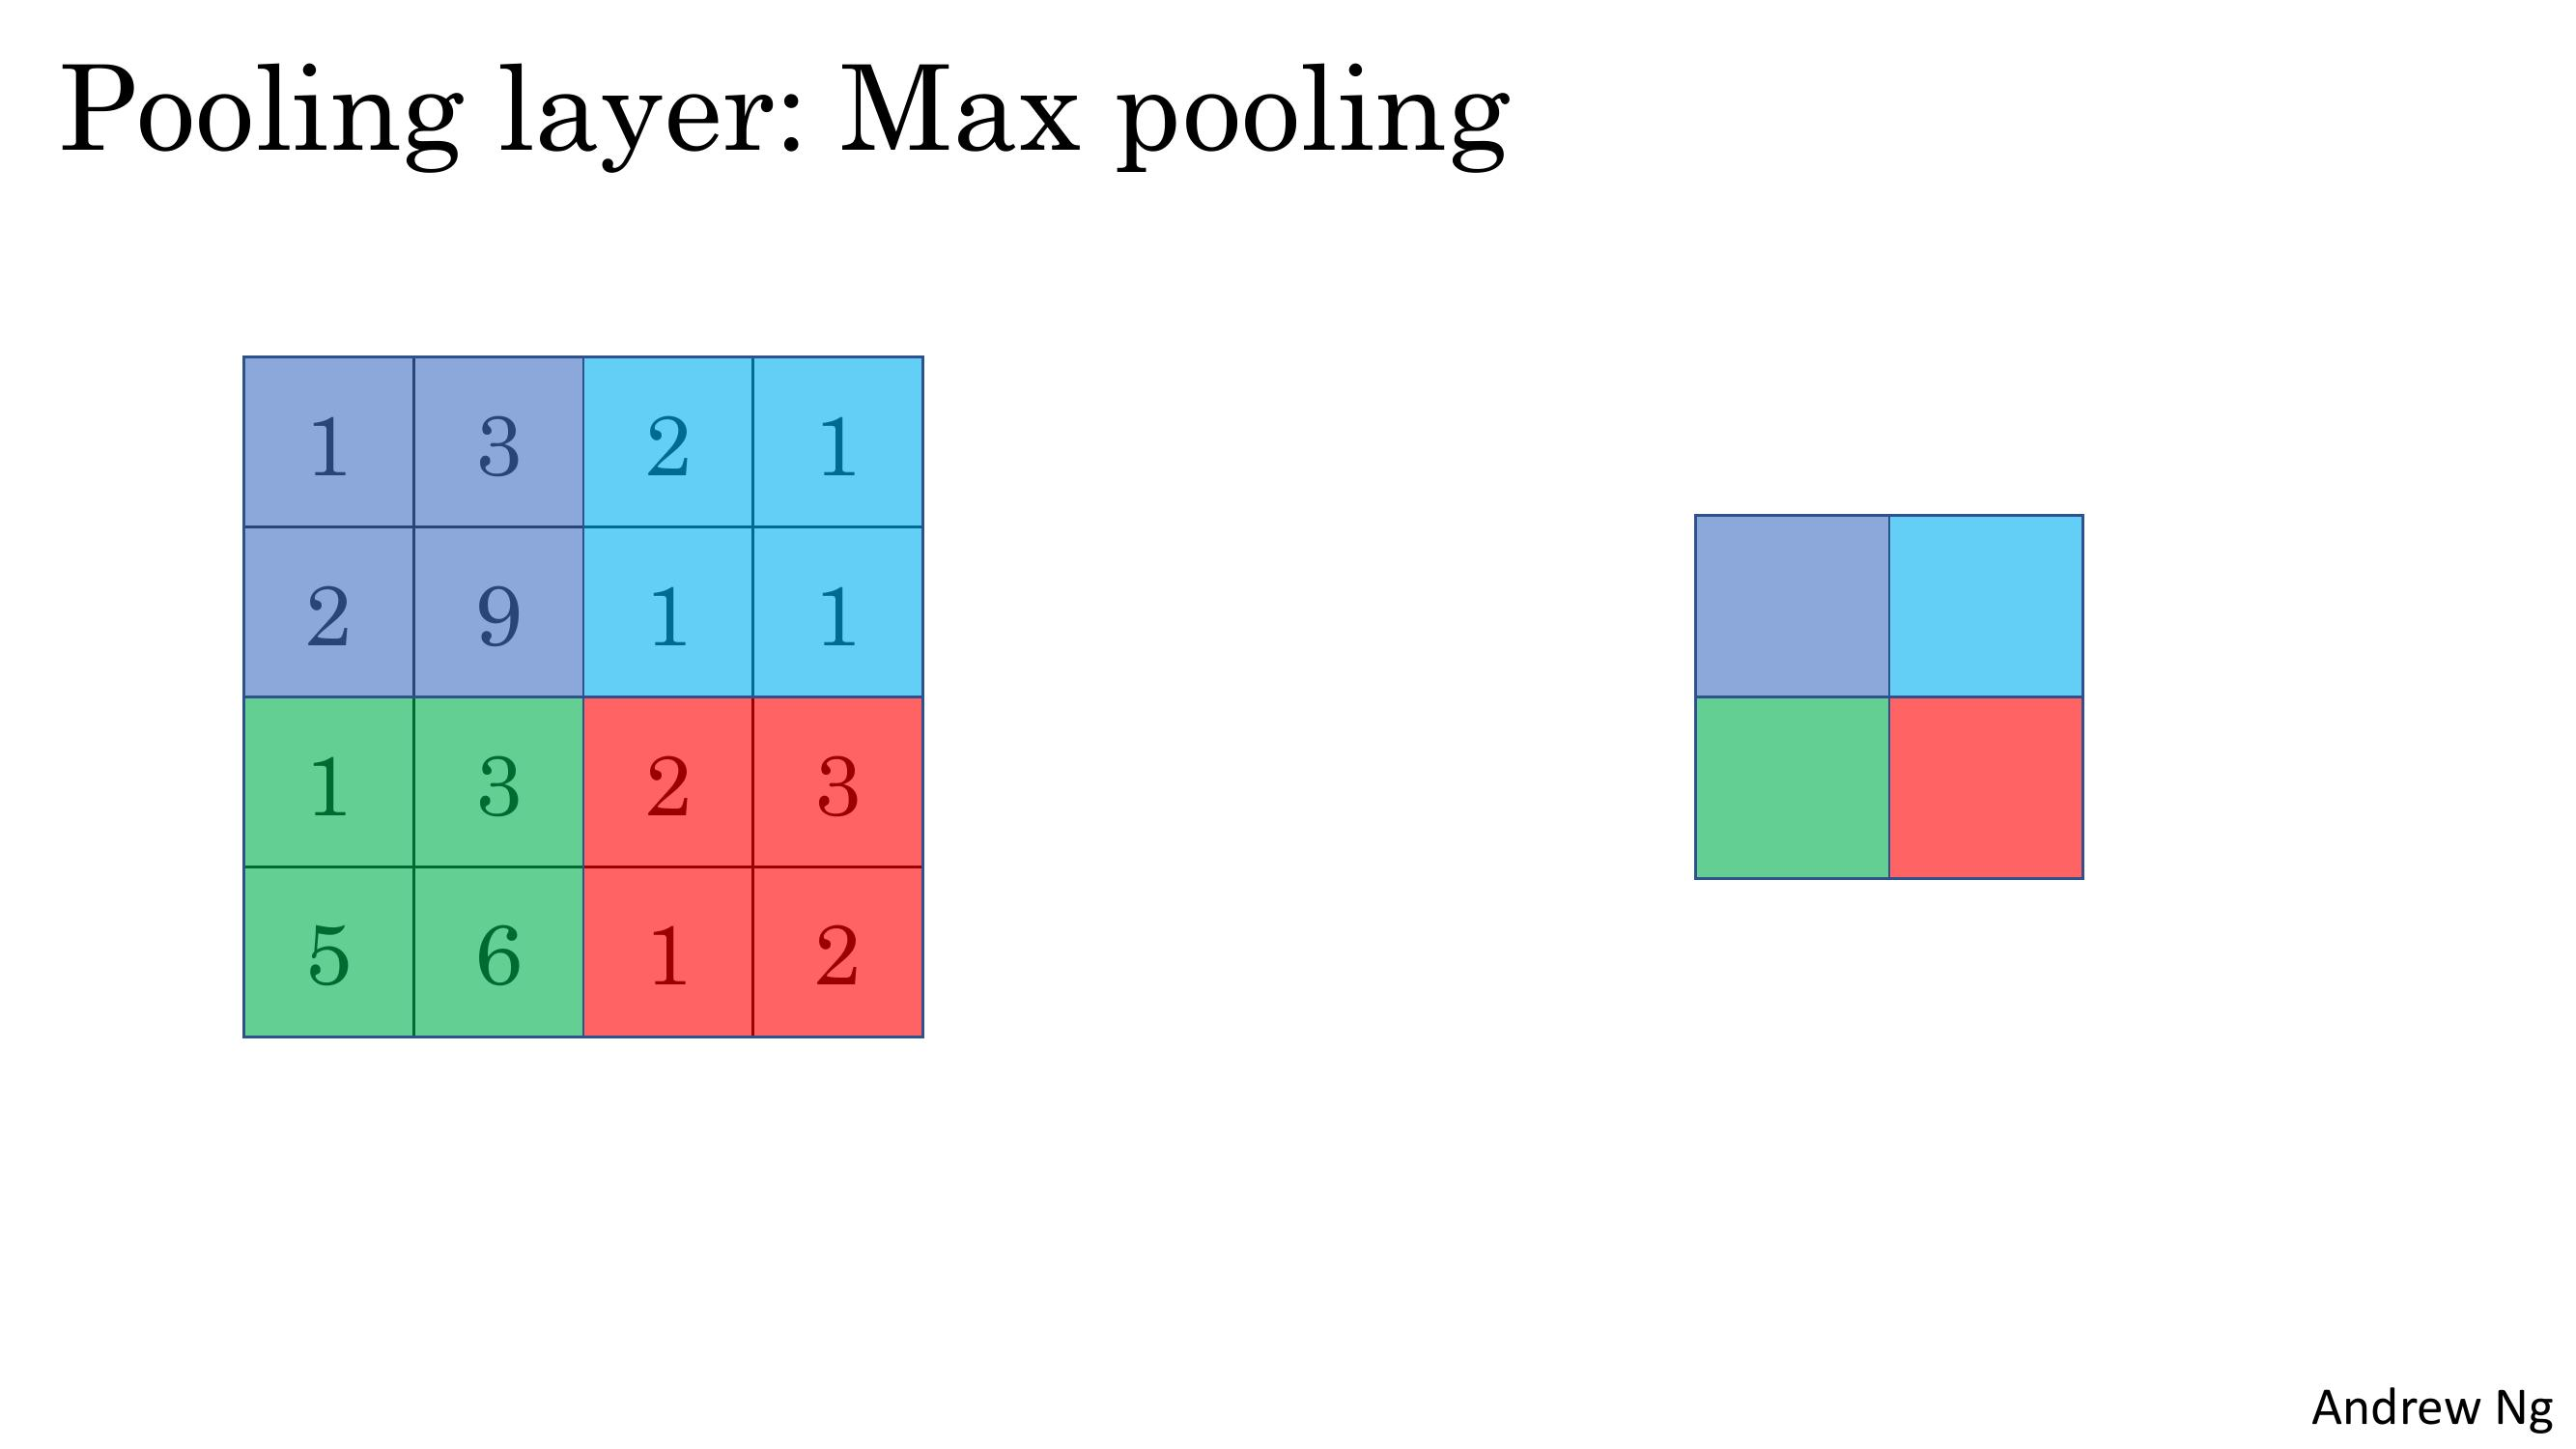 Pooling layer: Max pooling
1 3 2 1
2 9 1 1
1 3 2 3
5 6 1 2
Andrew Ng